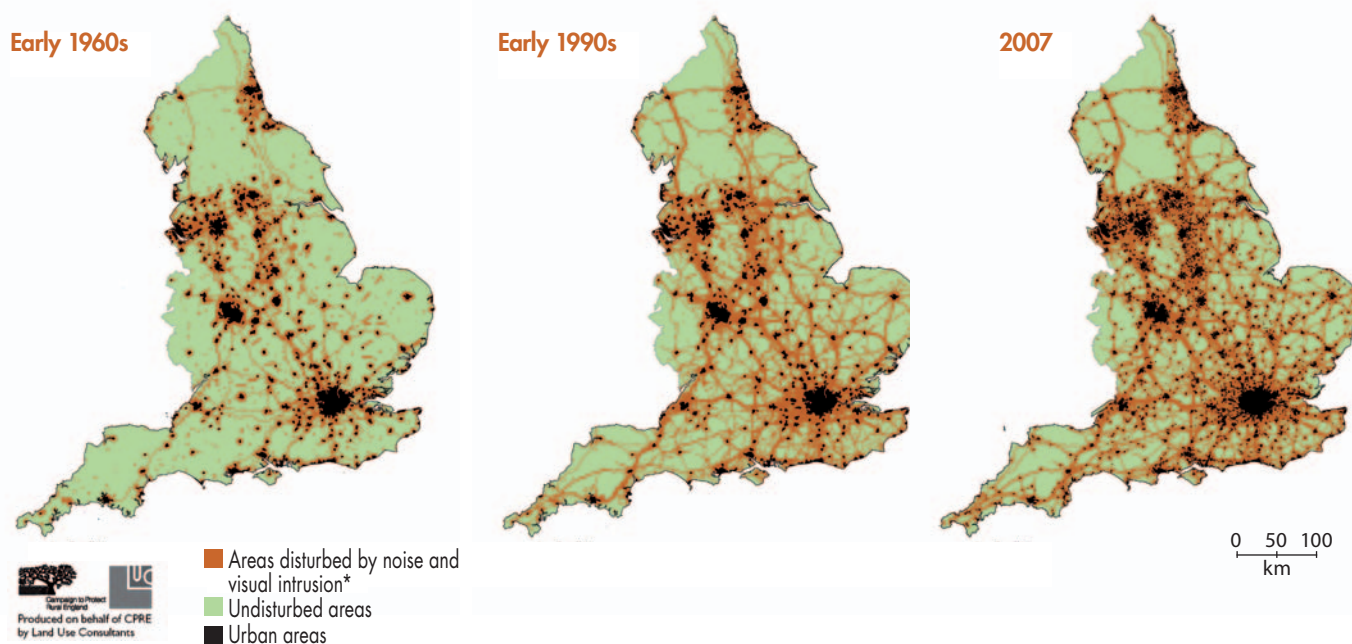 Early 1960s
Early 1990s
2007
0 50 100
km
Areas disturbed by noise and
visual intrusion*
Undisturbed areas
Urban areas
Campaign to Protect
Rural England
LUC
Produced on behalf of CPRE
by Land Use Consultants